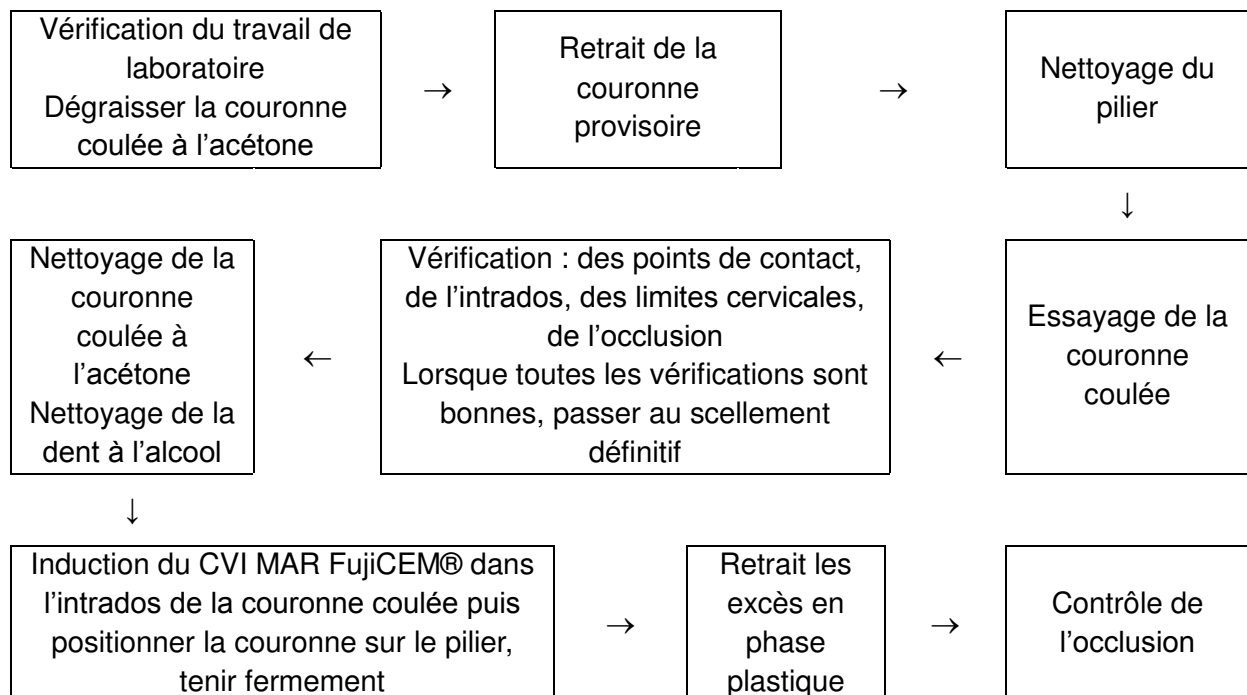 Vérification du travail de
laboratoire
Dégraisser la couronne
coulée à l'acétone
→
Retrait de la
couronne
provisoire
→
Nettoyage du
pilier
↓
Essayage de la
couronne
coulée
←
Vérification : des points de contact,
de l'intrados, des limites cervicales,
de l'occlusion
Lorsque toutes les vérifications sont
bonnes, passer au scellement
définitif
←
Nettoyage de la
couronne
coulée à
l'acétone
Nettoyage de la
dent à l'alcool
↓
Induction du CVI MAR FujiCEM® dans
l'intrados de la couronne coulée puis
positionner la couronne sur le pilier,
tenir fermement
→
Retrait les
excès en
phase
plastique
→
Contrôle de
l'occlusion